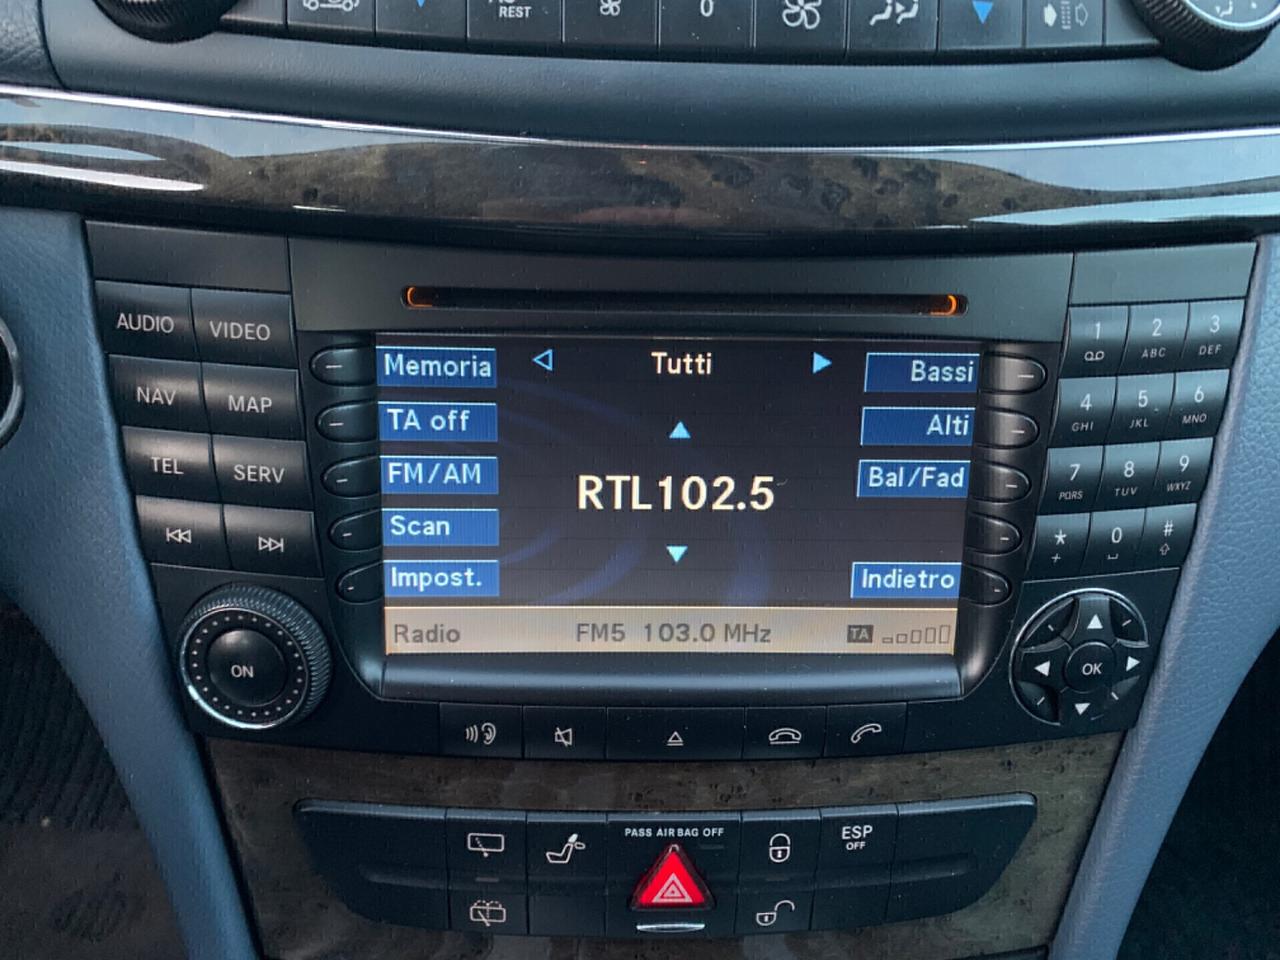 REST
0
AUDIO
VIDEO
NAV
MAP
TEL
SERV
ON
Memoria
TA off
FM/AM
Scan
Impost.
Tutti
RTL102.5
Bassi
Alti
Bal/Fad
Indietro
Radio
FM5 103.0 MHz
TA
1
2
ABC
3
DEF
4
GHI
5
JKL
6
MNO
7
PQRS
8
TUV
9
WXYZ
*
+
0
#
OK
PASS AIR BAG OFF
ESP
OFF